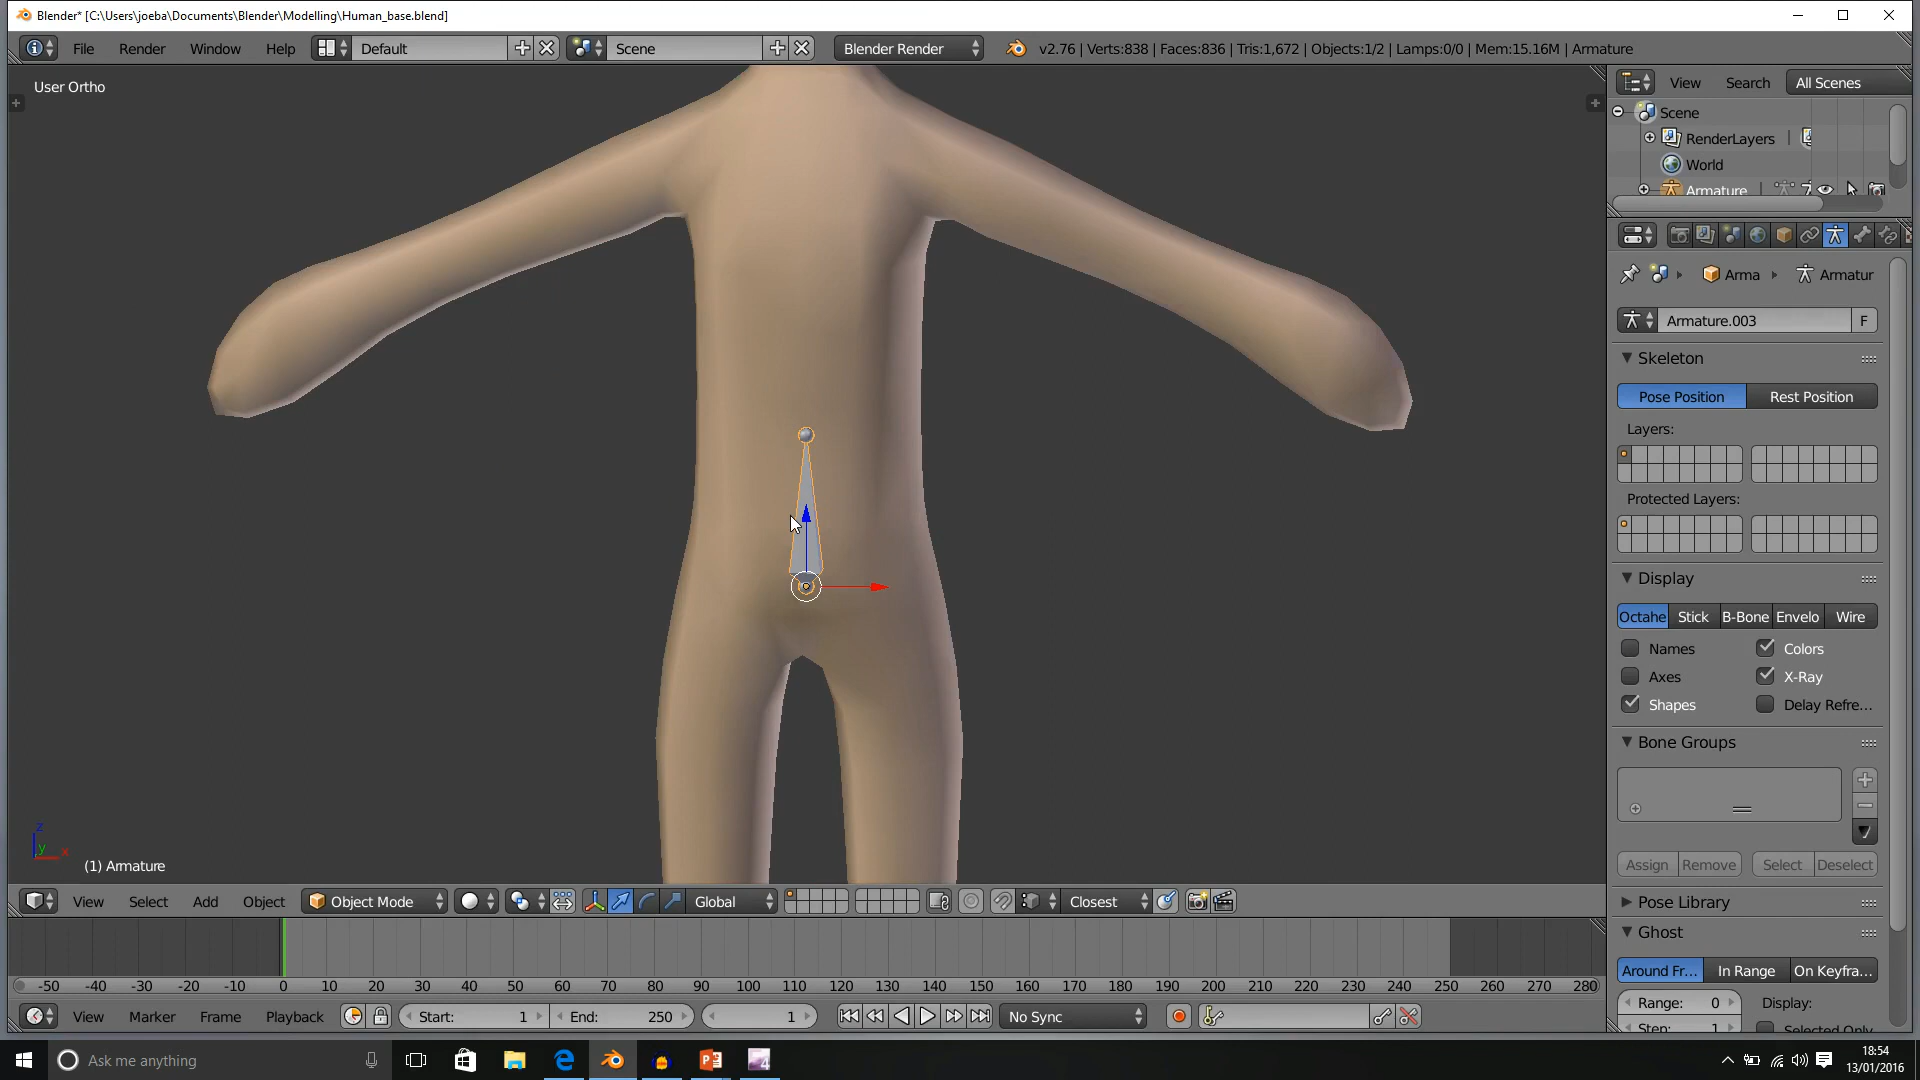 Blender* [C:\Users\joeba\Documents\Blender\Modelling\Human_base.blend]
File Render Window Help Default Scene Blender Render v2.76 | Verts:838 | Faces:836 | Tris:1,672 | Objects:1/2 | Lamps:0/0 | Mem:15.16M | Armature
User Ortho
View Search All Scenes
Scene
RenderLayers
World
Armature
Arma Armatur
Armature.003 F
Skeleton
Pose Position Rest Position
Layers:
Protected Layers:
Display
Octahe Stick B-Bone Envelo Wire
Names Colors
Axes X-Ray
Shapes Delay Refre...
Bone Groups
Assign Remove Select Deselect
Pose Library
Ghost
Around Fr... In Range On Keyfra...
Range: 0 Display:
Step: 1 Selected Only
z
y x
(1) Armature
View Select Add Object Object Mode Global Closest
-50 -40 -30 -20 -10 0 10 20 30 40 50 60 70 80 90 100 110 120 130 140 150 160 170 180 190 200 210 220 230 240 250 260 270 280
View Marker Frame Playback Start: 1 End: 250 1 No Sync
Ask me anything
18:54
13/01/2016